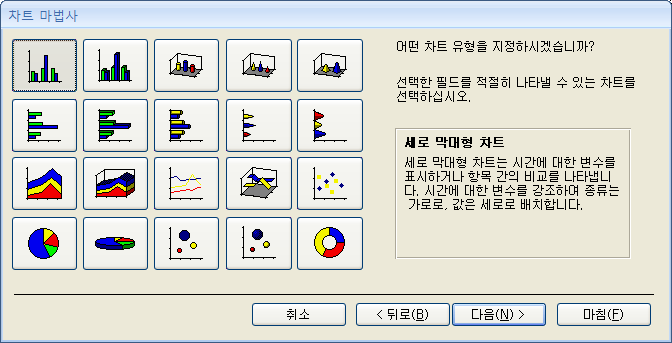 차트 마법사
어떤 차트 유형을 지정하시겠습니까?
선택한 필드를 적절히 나타낼 수 있는 차트를
선택하십시오.
세로 막대형 차트
세로 막대형 차트는 시간에 대한 변수를
표시하거나 항목 간의 비교를 나타냅니
다. 시간에 대한 변수를 강조하며 종류는
가로로, 값은 세로로 배치합니다.
취소
< 뒤로(B)
다음(N) >
마침(F)